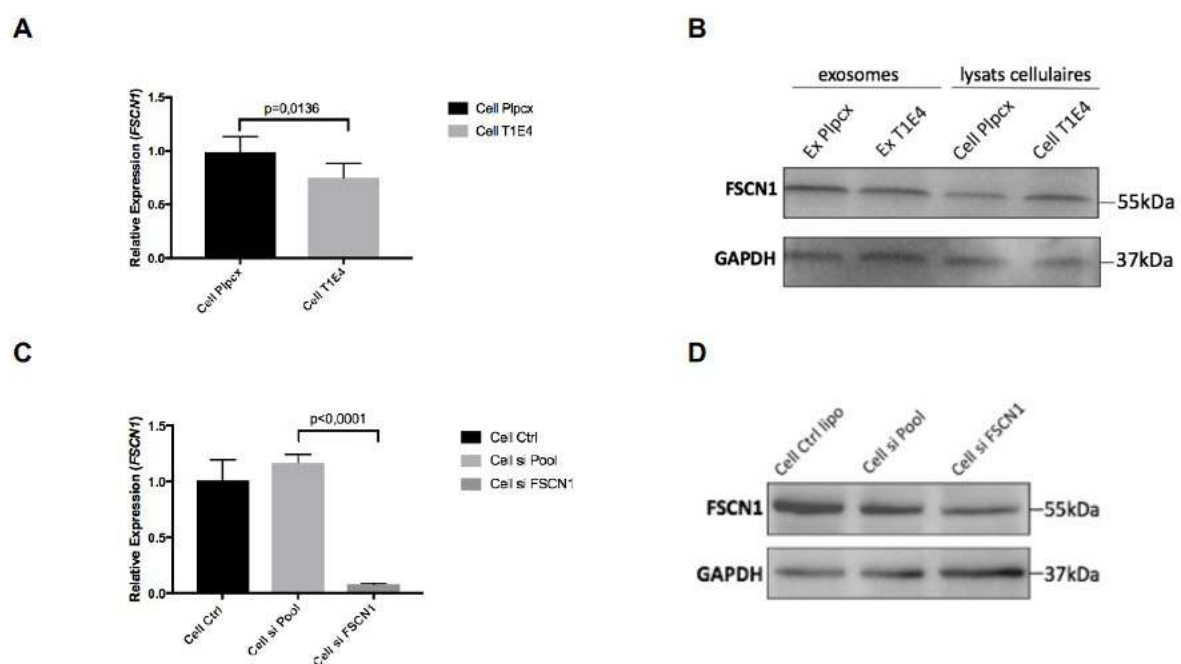 A
Relative Expression (FSCN1)
1.5
1.0
0.5
0.0
p=0,0136
Cell Plpcx
Cell T1E4
Cell Plpcx
Cell T1E4
B
exosomes
lysats cellulaires
Ex Plpcx
Ex T1E4
Cell Plpcx
Cell T1E4
FSCN1
55kDa
GAPDH
37kDa
C
Relative Expression (FSCN1)
1.5
1.0
0.5
0.0
p<0,0001
Cell Ctrl
Cell si Pool
Cell si FSCN1
Cell Ctrl
Cell si Pool
Cell si FSCN1
D
Cell Ctrl lipo
Cell si Pool
Cell si FSCN1
FSCN1
55kDa
GAPDH
37kDa